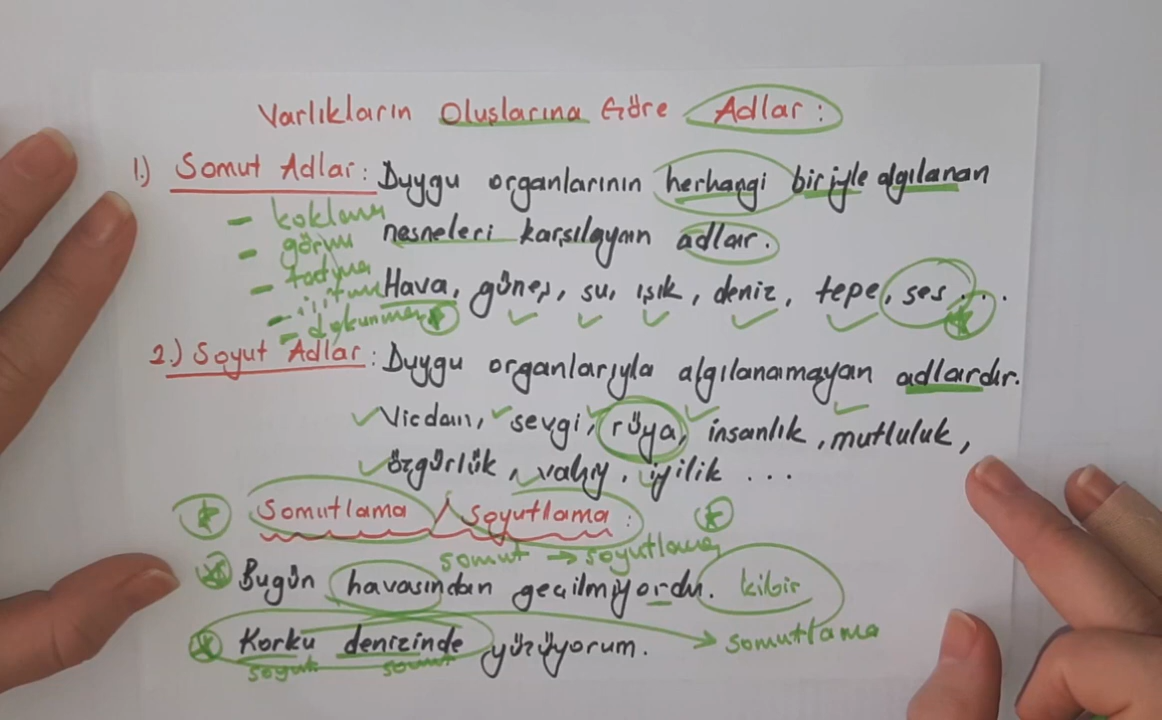 Varlıkların Oluşlarına Göre Adlar :
1.) Somut Adlar : Duygu organlarının herhangi biriyle algılanan
- koklama
nesneleri karşılayan adlar.
- görme
- tatma
Hava, güneş, su, ışık, deniz, tepe, ses ...
- işitme
- dokunma
2.) Soyut Adlar : Duygu organlarıyla algılanamayan adlardır.
Vicdan, sevgi, rüya, insanlık, mutluluk,
özgürlük, vahiy, iyilik ...
Somutlama / Soyutlama :
somut → soyutlama
Bugün havasından geçilmiyordu. kibir
Korku denizinde yüzüyorum. → somutlama
soyut somut